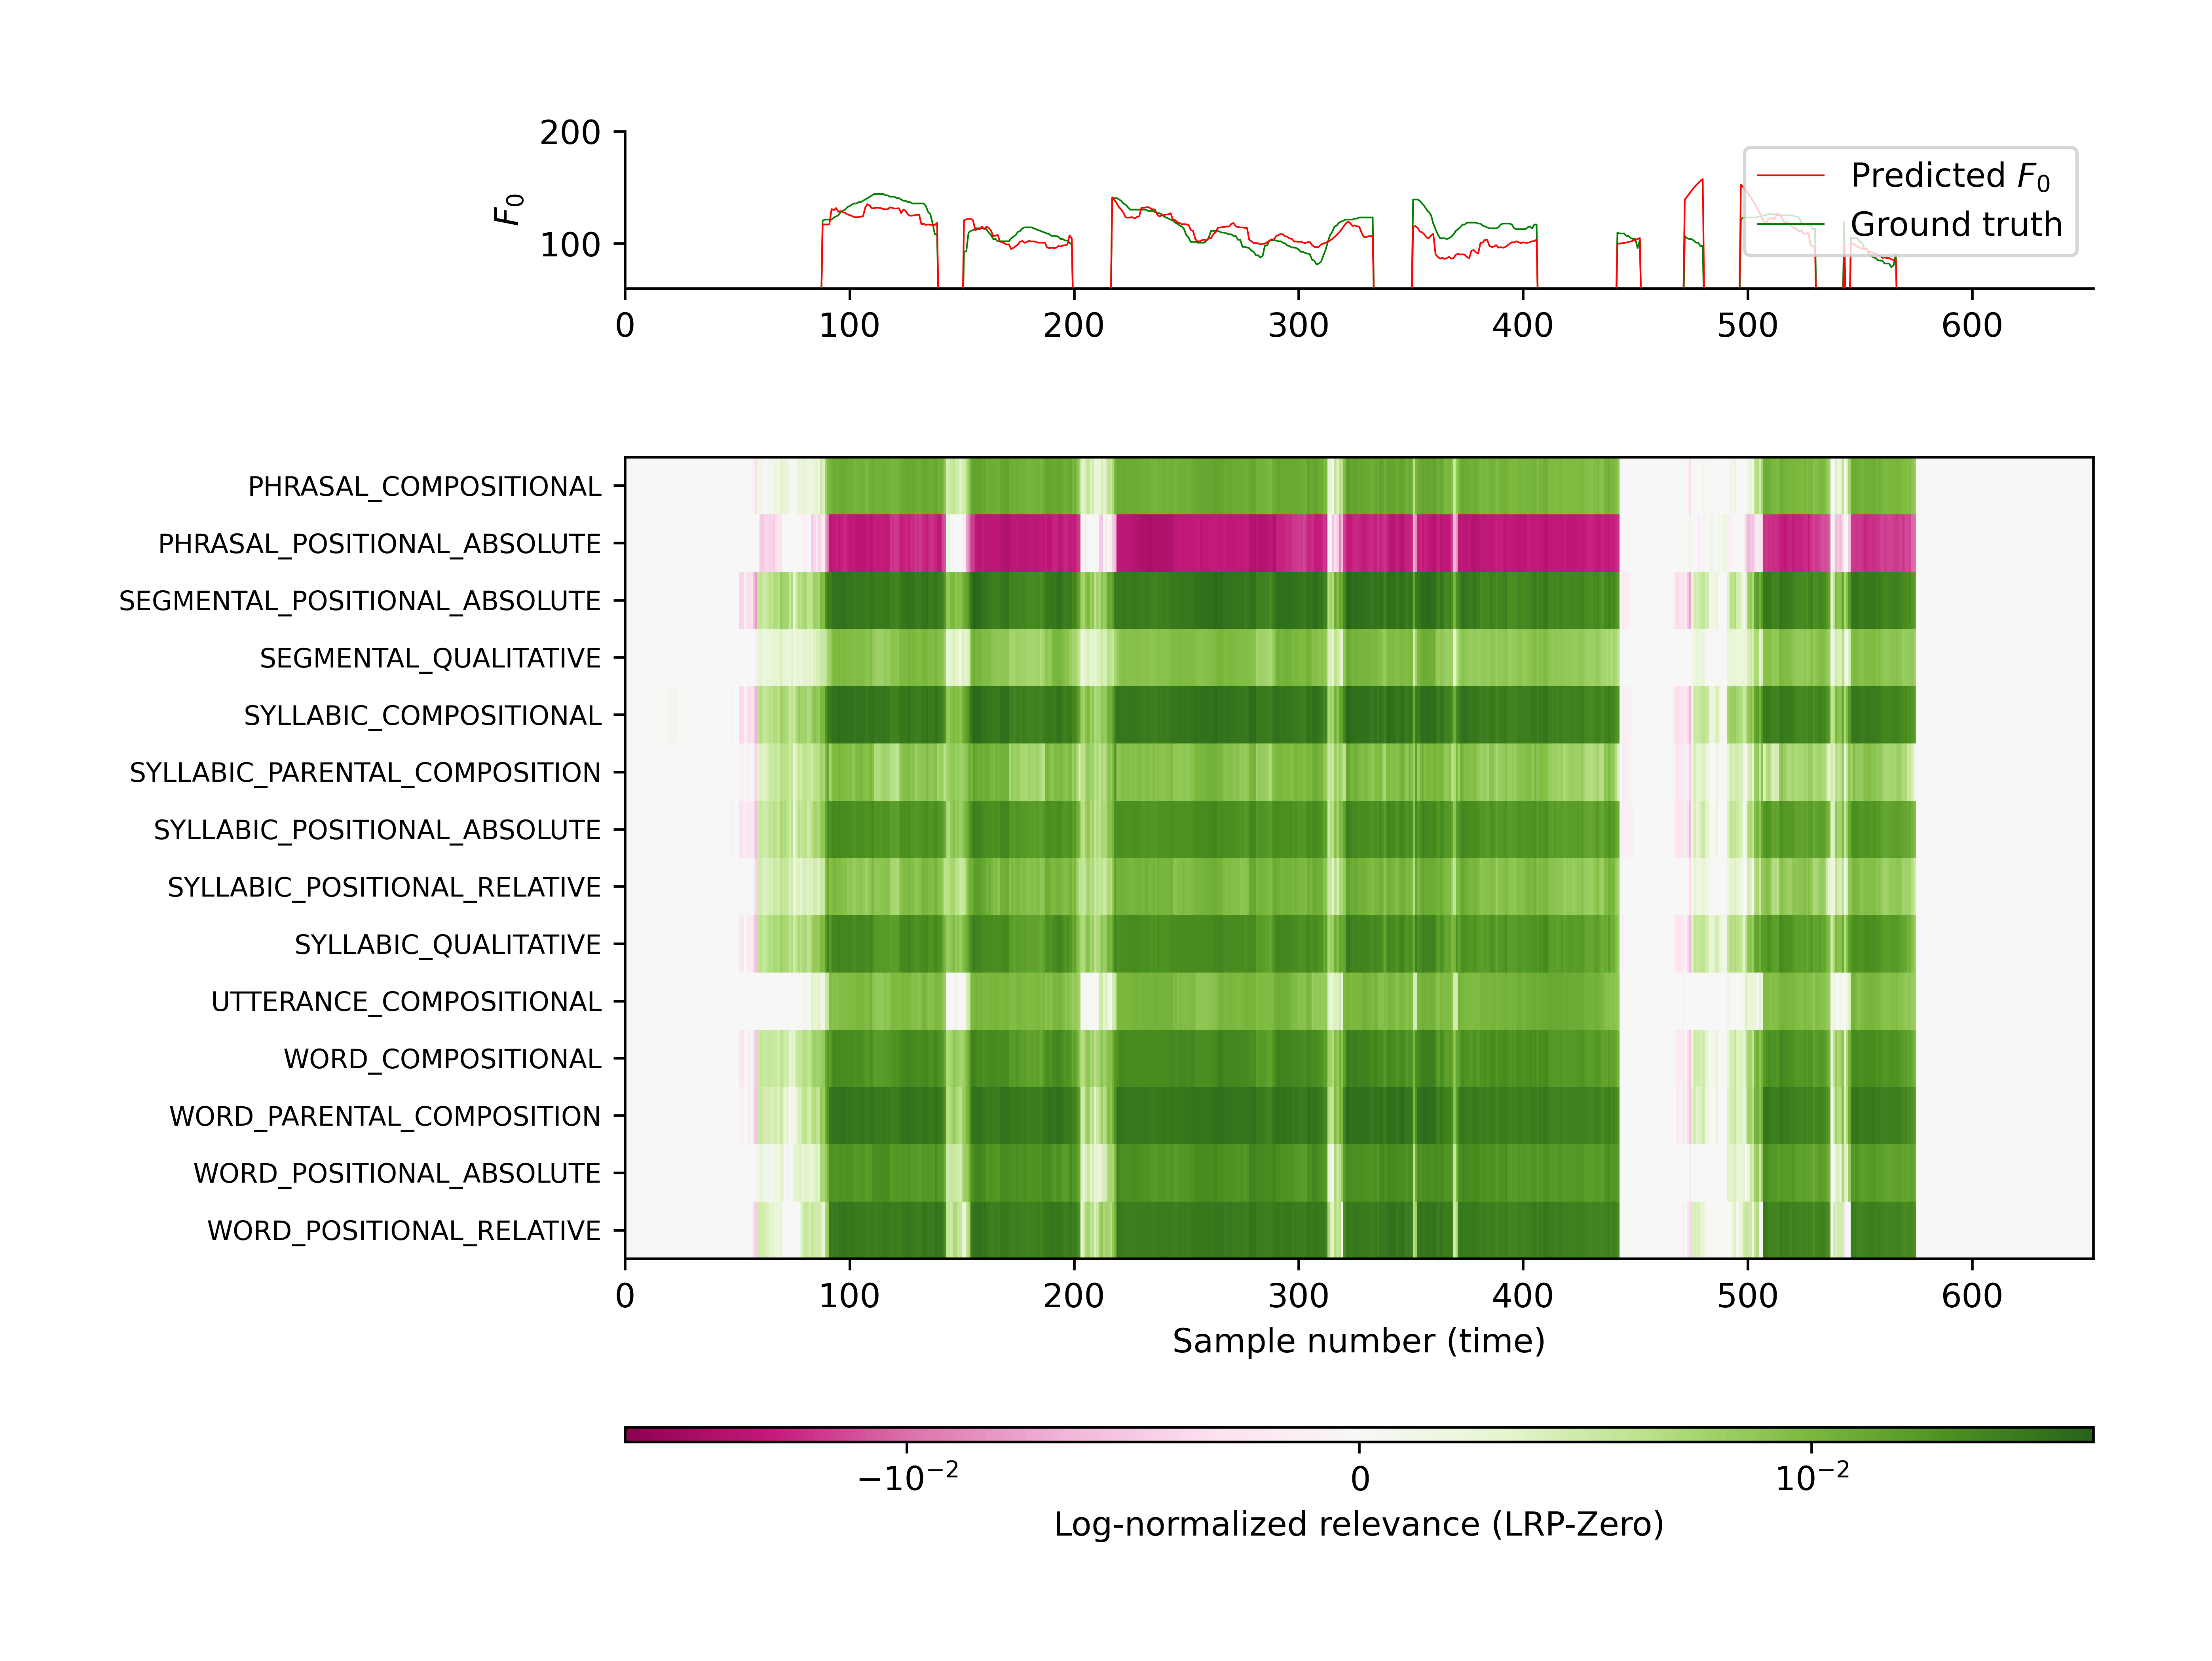 200
100
F₀
Predicted F₀
Ground truth
0 100 200 300 400 500 600
PHRASAL_COMPOSITIONAL
PHRASAL_POSITIONAL_ABSOLUTE
SEGMENTAL_POSITIONAL_ABSOLUTE
SEGMENTAL_QUALITATIVE
SYLLABIC_COMPOSITIONAL
SYLLABIC_PARENTAL_COMPOSITION
SYLLABIC_POSITIONAL_ABSOLUTE
SYLLABIC_POSITIONAL_RELATIVE
SYLLABIC_QUALITATIVE
UTTERANCE_COMPOSITIONAL
WORD_COMPOSITIONAL
WORD_PARENTAL_COMPOSITION
WORD_POSITIONAL_ABSOLUTE
WORD_POSITIONAL_RELATIVE
0 100 200 300 400 500 600
Sample number (time)
−10⁻² 0 10⁻²
Log-normalized relevance (LRP-Zero)